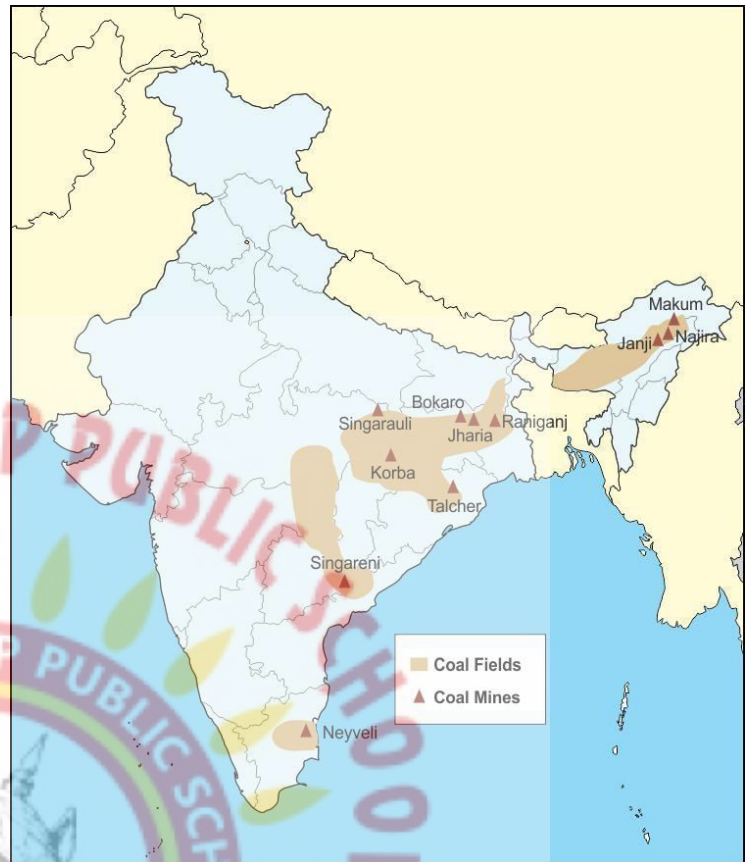 Makum
Janji
Najira
Bokaro
Singarauli
Jharia
Raniganj
Korba
Talcher
Singareni
Coal Fields
Coal Mines
Neyveli
P PUBLIC SCHOOL
P PUBLIC SCH